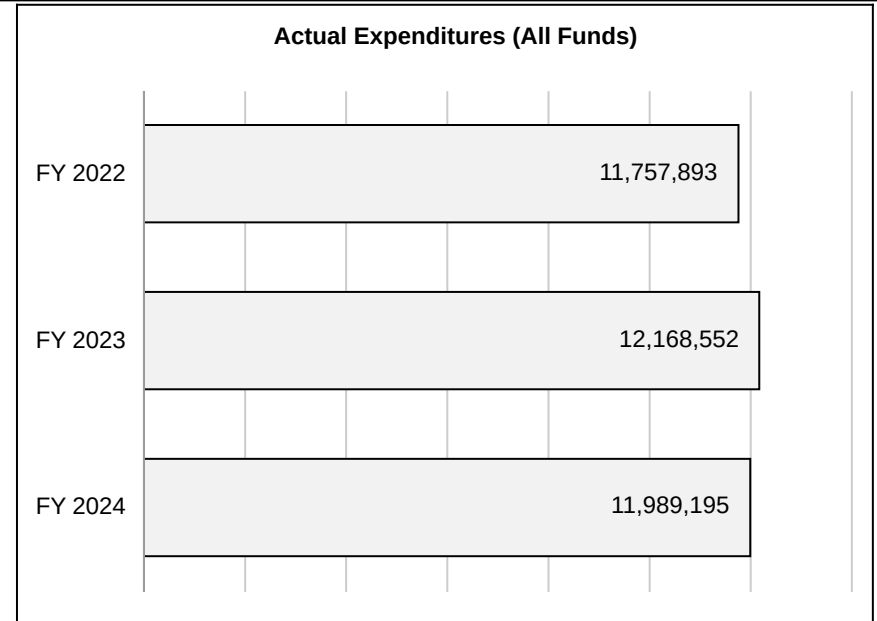 Actual Expenditures (All Funds)
FY 2022
11,757,893
FY 2023
12,168,552
FY 2024
11,989,195